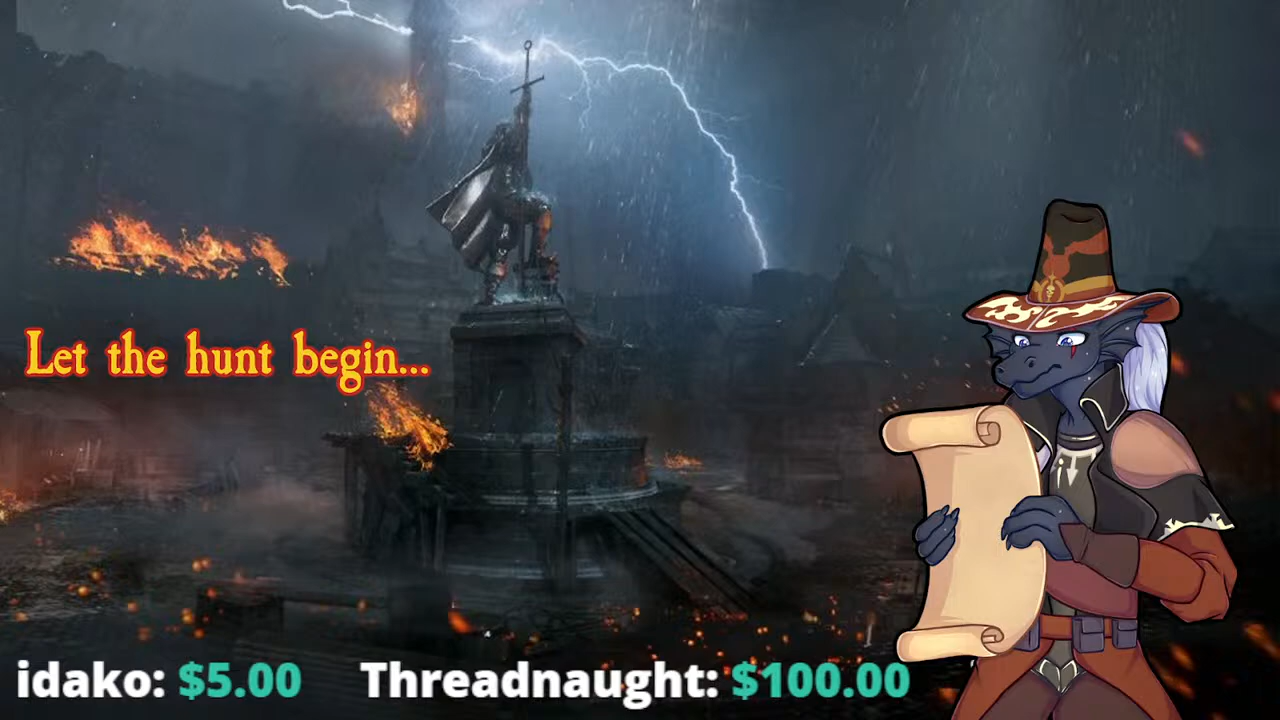 Let the hunt begin...
idako: $5.00 Threadnaught: $100.00